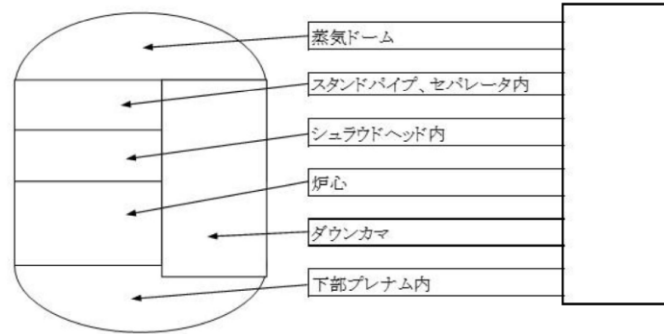 蒸気ドーム
スタンドパイプ、セパレータ内
シュラウドヘッド内
炉心
ダウンカマ
下部プレナム内